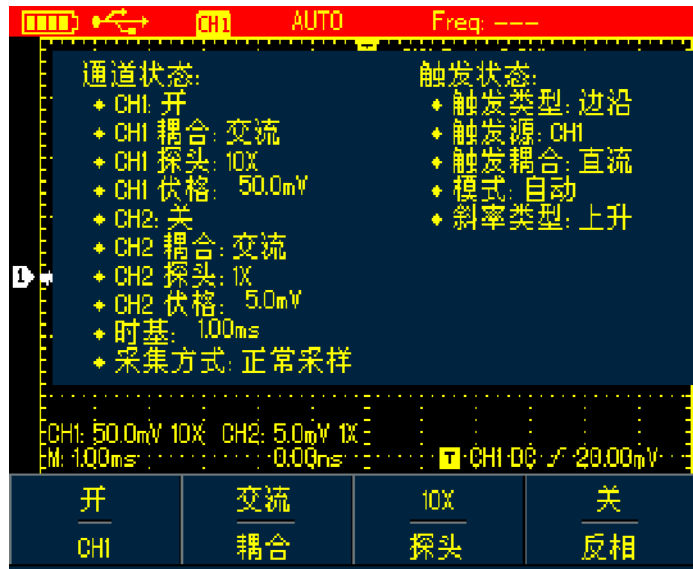 CH1 AUTO Freq: ---
通道状态:
CH1: 开
CH1 耦合: 交流
CH1 探头: 10X
CH1 伏格: 50.0mV
CH2: 关
CH2 耦合: 交流
CH2 探头: 1X
CH2 伏格: 5.0mV
时基: 1.00ms
采集方式: 正常采样
触发状态:
触发类型: 边沿
触发源: CH1
触发耦合: 直流
模式: 自动
斜率类型: 上升
1
CH1: 50.0mV 10X CH2: 5.0mV 1X
M: 1.00ms 0.00ns T CH1 DC 20.00mV
开 交流 10X 关
CH1 耦合 探头 反相